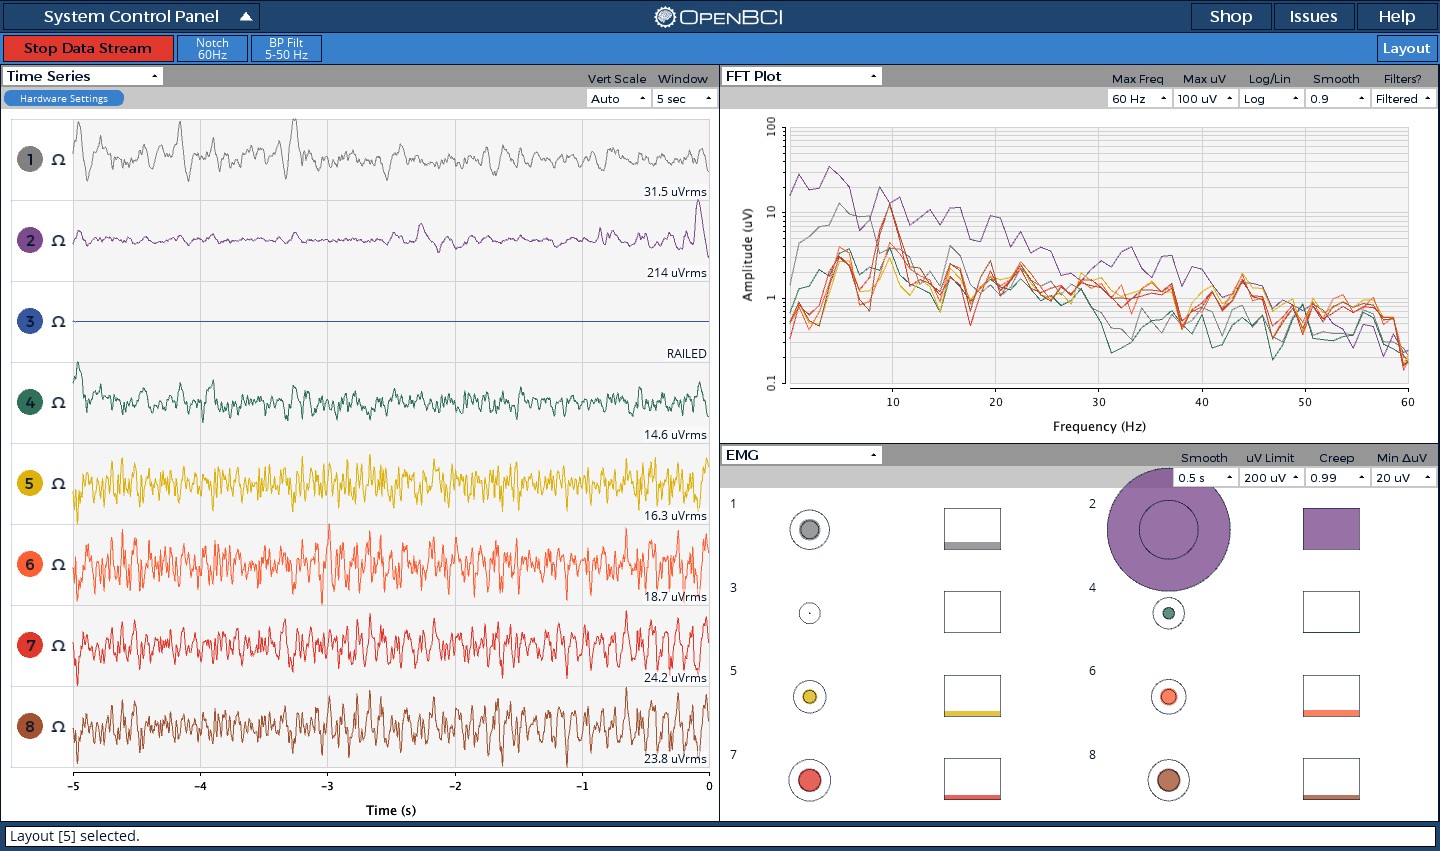 System Control Panel
OPENBCI
Shop Issues Help
Stop Data Stream
Notch
60Hz
BP Filt
5-50 Hz
Layout
Time Series
Vert Scale Window
Hardware Settings
Auto 5 sec
1 Ω
31.5 uVrms
2 Ω
214 uVrms
3 Ω
RAILED
4 Ω
14.6 uVrms
5 Ω
16.3 uVrms
6 Ω
18.7 uVrms
7 Ω
24.2 uVrms
8 Ω
23.8 uVrms
-5 -4 -3 -2 -1 0
Time (s)
FFT Plot
Max Freq Max uV Log/Lin Smooth Filters?
60 Hz 100 uV Log 0.9 Filtered
100
10
1
0.1
Amplitude (uV)
10 20 30 40 50 60
Frequency (Hz)
EMG
Smooth uV Limit Creep Min ΔuV
0.5 s 200 uV 0.99 20 uV
1 2
3 4
5 6
7 8
Layout [5] selected.